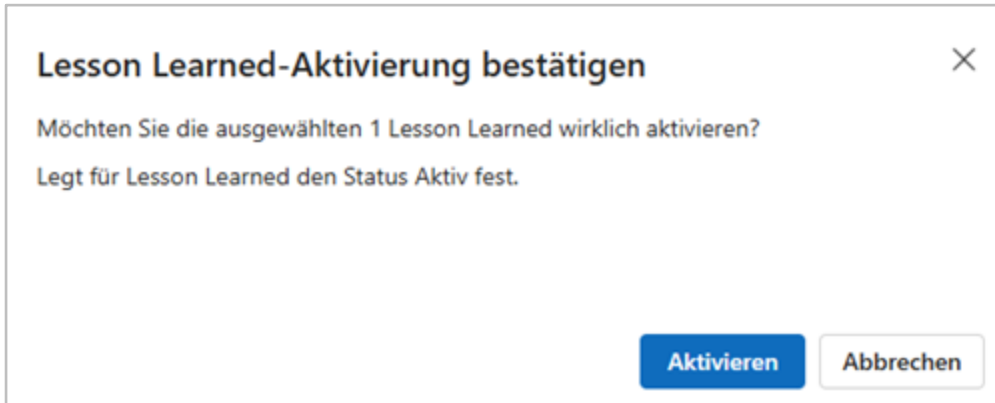 Lesson Learned-Aktivierung bestätigen
Möchten Sie die ausgewählten 1 Lesson Learned wirklich aktivieren?
Legt für Lesson Learned den Status Aktiv fest.
Aktivieren Abbrechen